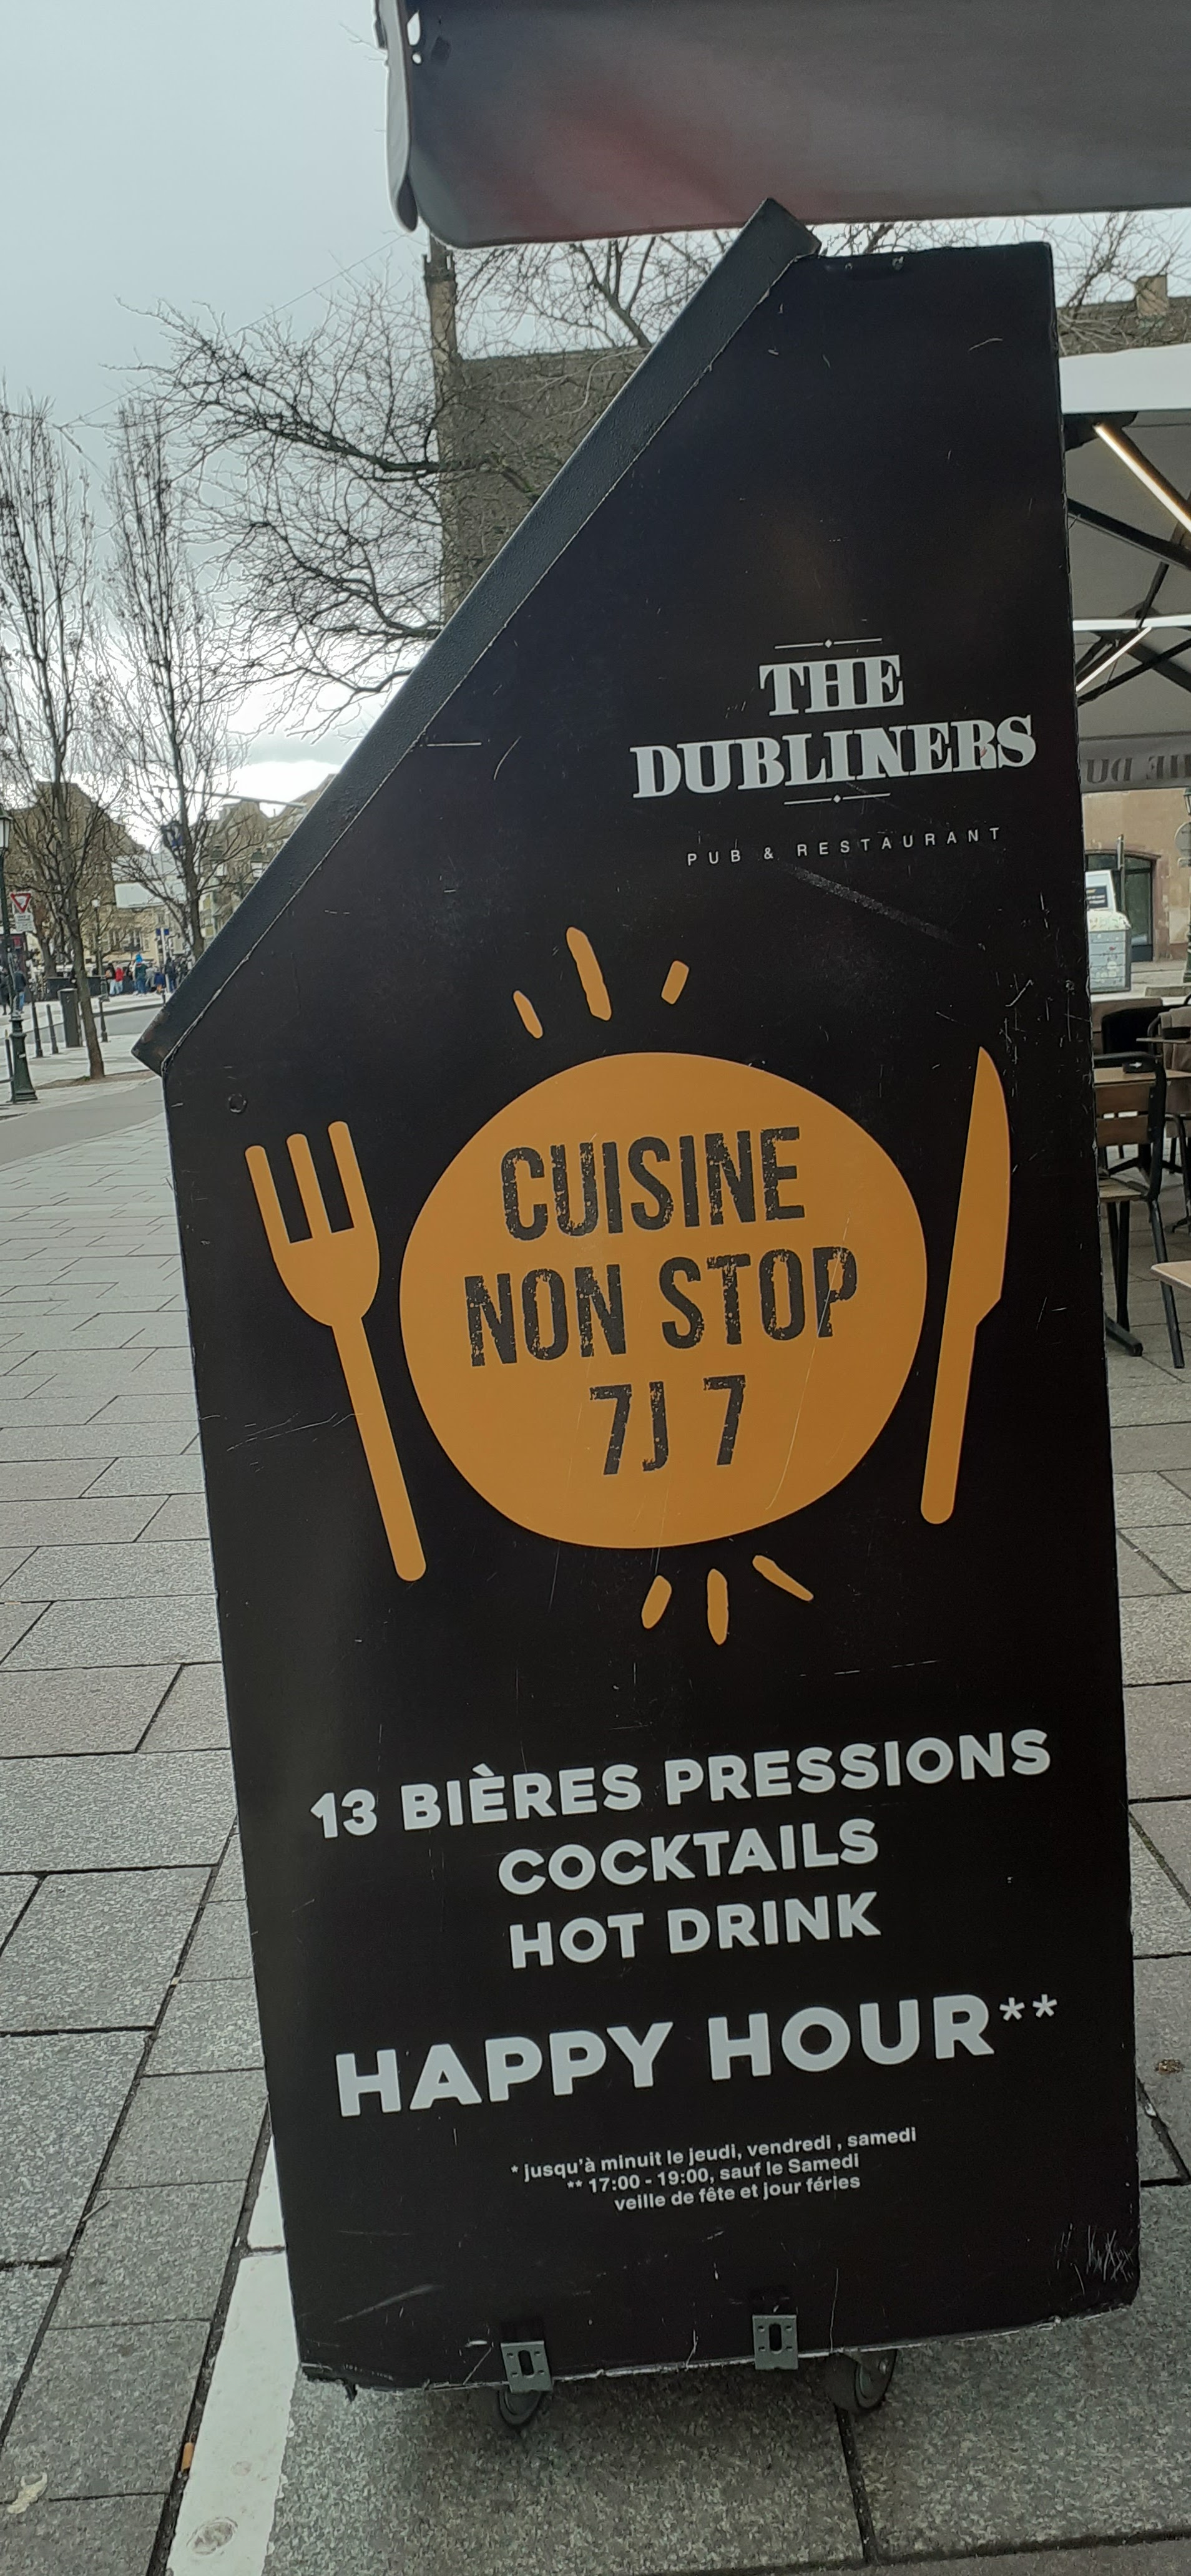 THE
DUBLINERS
PUB & RESTAURANT
CUISINE
NON STOP
7J 7
13 BIÈRES PRESSIONS
COCKTAILS
HOT DRINK
HAPPY HOUR**
* jusqu'à minuit le jeudi, vendredi , samedi
** 17:00 - 19:00, sauf le Samedi
veille de fête et jour féries